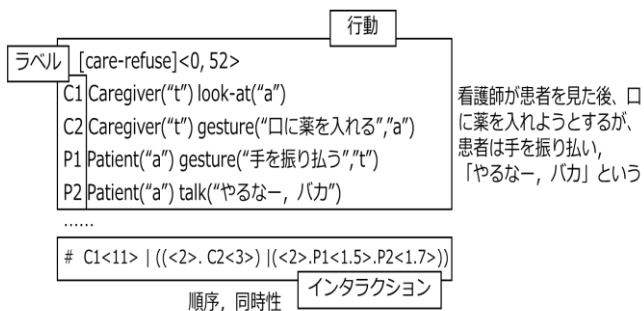 行動
ラベル
[care-refuse]<0, 52>
C1 Caregiver("t") look-at("a")
C2 Caregiver("t") gesture("口に薬を入れる","a")
P1 Patient("a") gesture("手を振り払う","t")
P2 Patient("a") talk("やるなー, バカ")
……
# C1<11> | ((<2>. C2<3>) |(<2>.P1<1.5>.P2<1.7>))
インタラクション
順序，同時性
看護師が患者を見た後、口
に薬を入れようとするが、
患者は手を振り払い，
「やるなー，バカ」という